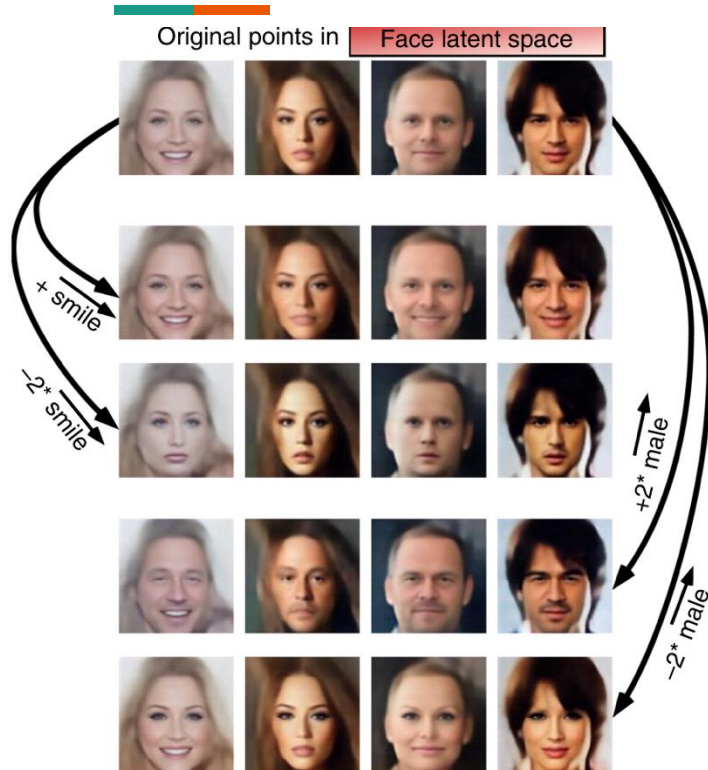 Original points in Face latent space
+ smile
−2* smile
+2* male
−2* male